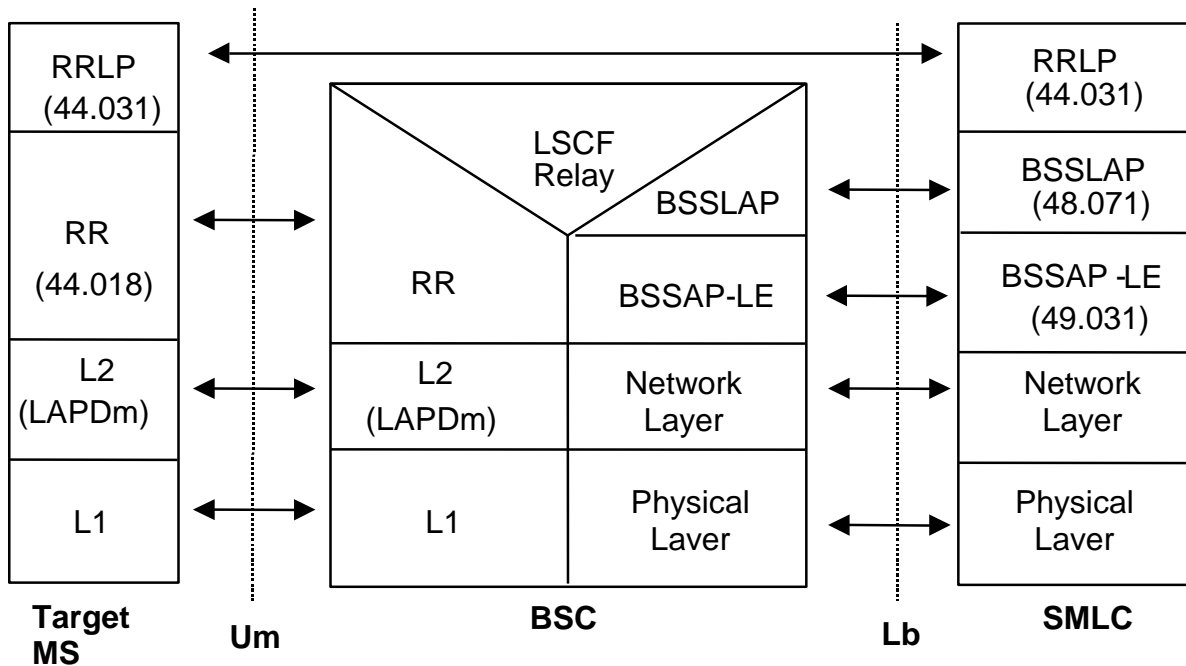 RRLP
(44.031)
RR
(44.018)
L2
(LAPDm)
L1
Target
MS
Um
LSCF
Relay
BSSLAP
RR
BSSAP-LE
L2
(LAPDm)
Network
Layer
L1
Physical
Laver
BSC
Lb
RRLP
(44.031)
BSSLAP
(48.071)
BSSAP -LE
(49.031)
Network
Layer
Physical
Laver
SMLC